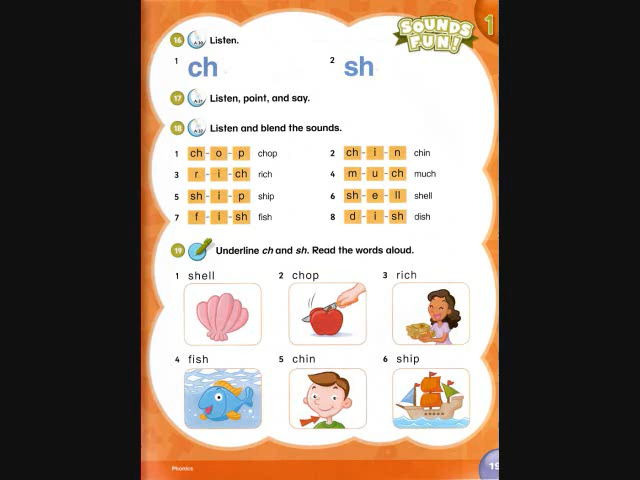 SOUNDS
FUN!
1
16 Listen.
1 ch 2 sh
17 Listen, point, and say.
18 Listen and blend the sounds.
1 ch - o - p chop 2 ch - i - n chin
3 r - i - ch rich 4 m - u - ch much
5 sh - i - p ship 6 sh - e - ll shell
7 f - i - sh fish 8 d - i - sh dish
19 Underline ch and sh. Read the words aloud.
1 shell 2 chop 3 rich
4 fish 5 chin 6 ship
Phonics